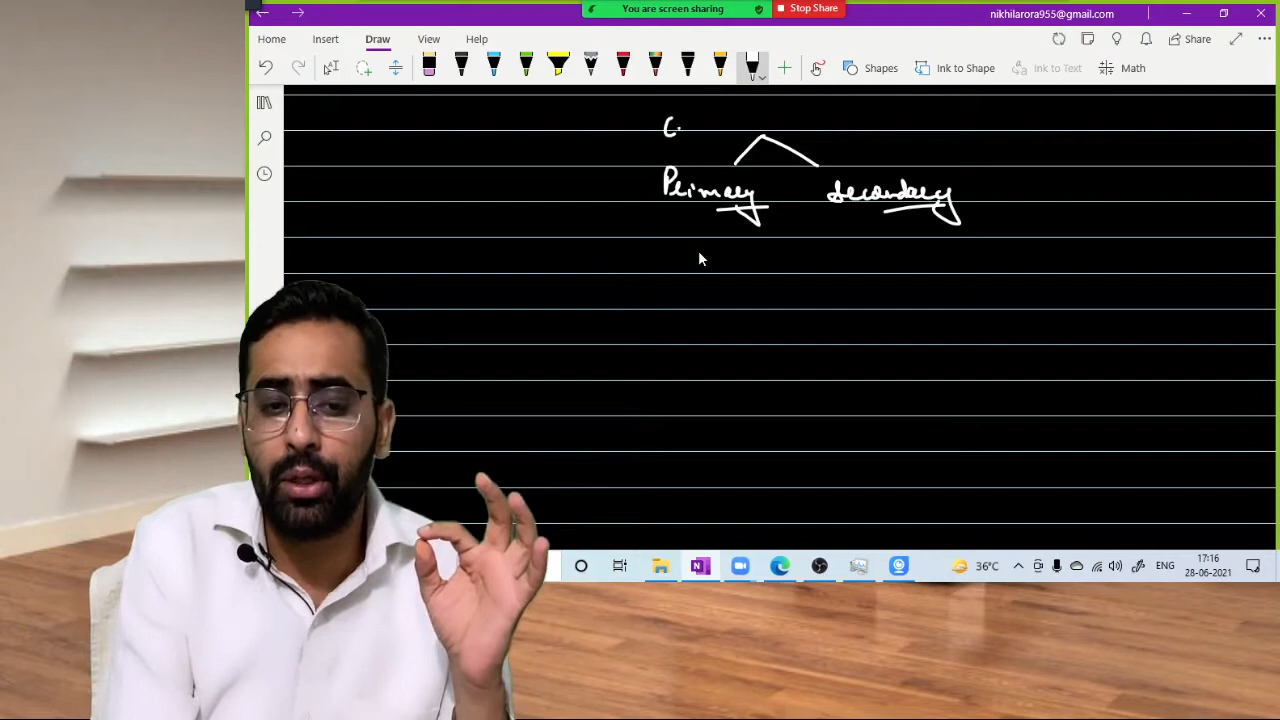 You are screen sharing
Stop Share
nikhilarora955@gmail.com
Home Insert Draw View Help
Share
Shapes
Ink to Shape
Ink to Text
Math
C.
Primary Secondary
36°C
ENG
17:16
28-06-2021